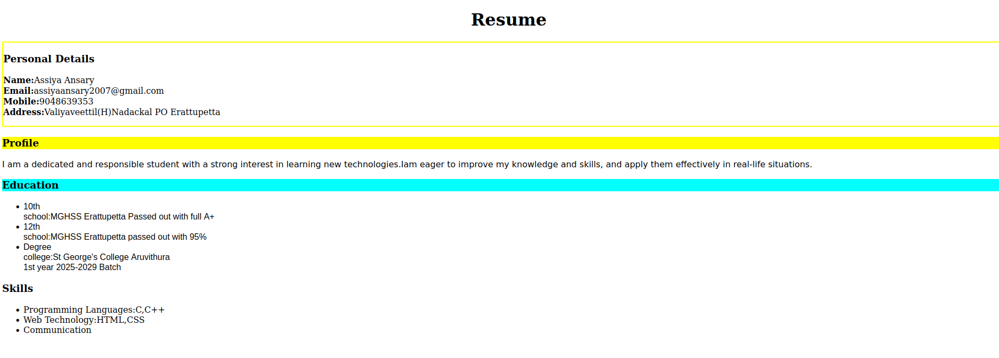 Resume
Personal Details
Name:Assiya Ansary
Email:assiyaansary2007@gmail.com
Mobile:9048639353
Address:Valiyaveettil(H)Nadackal PO Erattupetta
Profile
I am a dedicated and responsible student with a strong interest in learning new technologies.Iam eager to improve my knowledge and skills, and apply them effectively in real-life situations.
Education
• 10th
school:MGHSS Erattupetta Passed out with full A+
• 12th
school:MGHSS Erattupetta passed out with 95%
• Degree
college:St George's College Aruvithura
1st year 2025-2029 Batch
Skills
• Programming Languages:C,C++
• Web Technology:HTML,CSS
• Communication